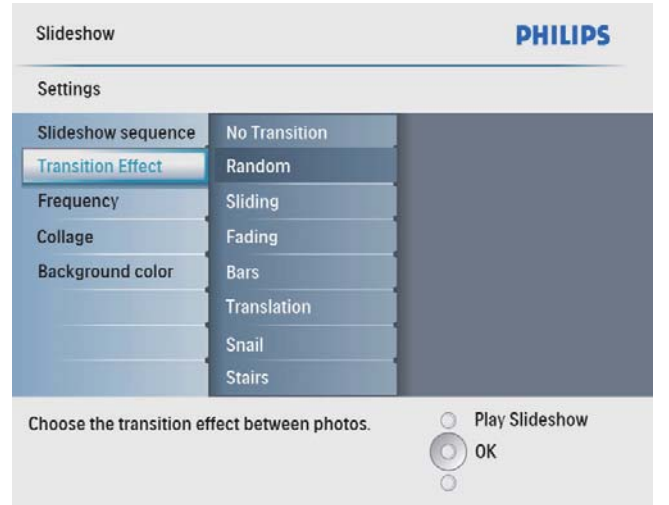 Slideshow
PHILIPS
Settings
Slideshow sequence
Transition Effect
Frequency
Collage
Background color
No Transition
Random
Sliding
Fading
Bars
Translation
Snail
Stairs
Choose the transition effect between photos.
Play Slideshow
OK